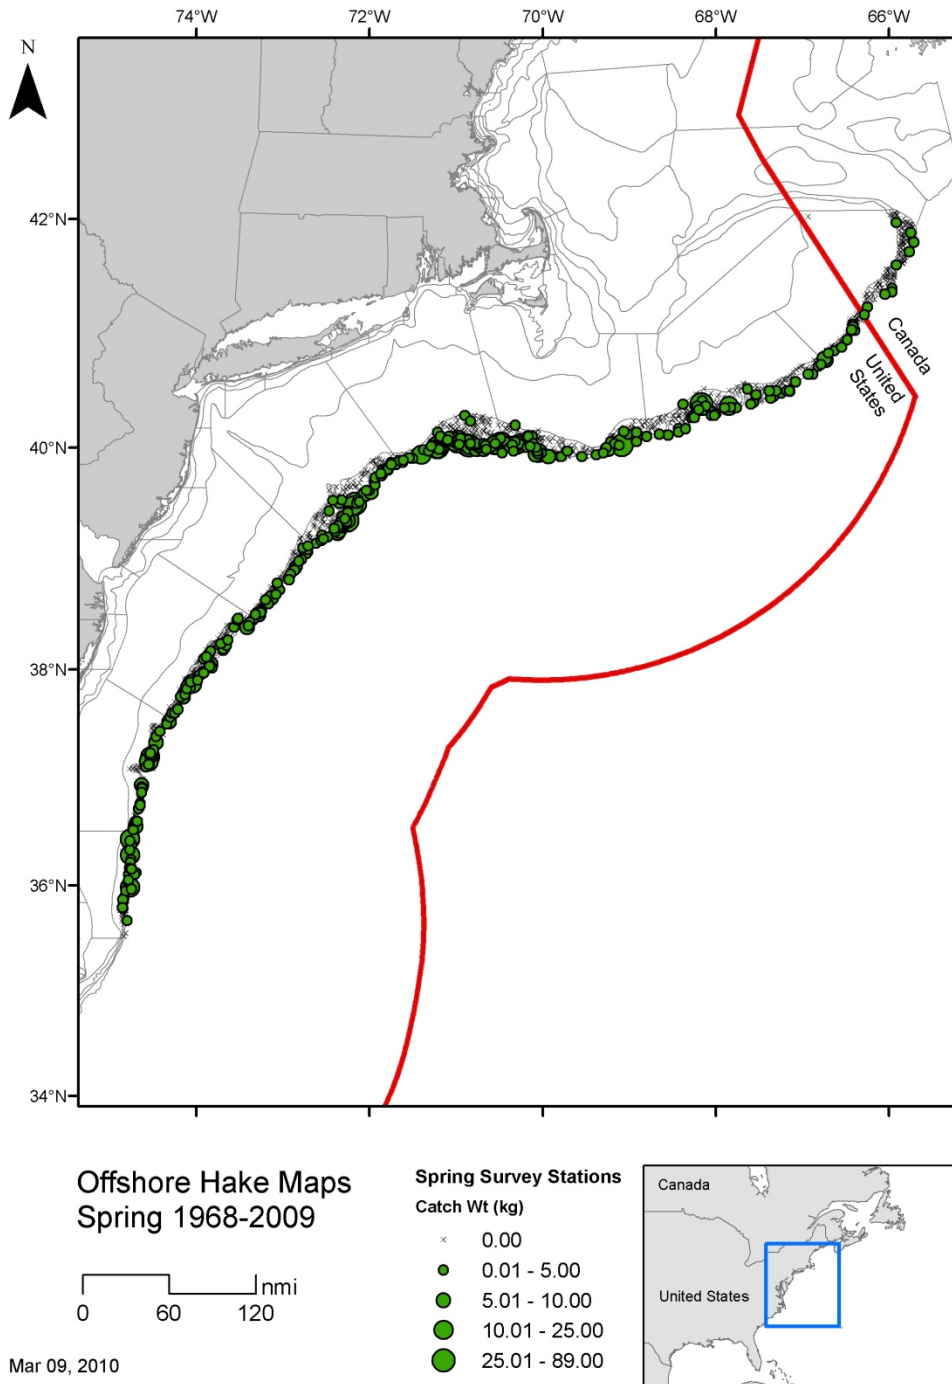 74°W 72°W 70°W 68°W 66°W
N
42°N
Canada
United
States
40°N
38°N
36°N
34°N
Offshore Hake Maps
Spring 1968-2009
nmi
0 60 120
Mar 09, 2010
Spring Survey Stations
Catch Wt (kg)
0.00
0.01 - 5.00
5.01 - 10.00
10.01 - 25.00
25.01 - 89.00
Canada
United States